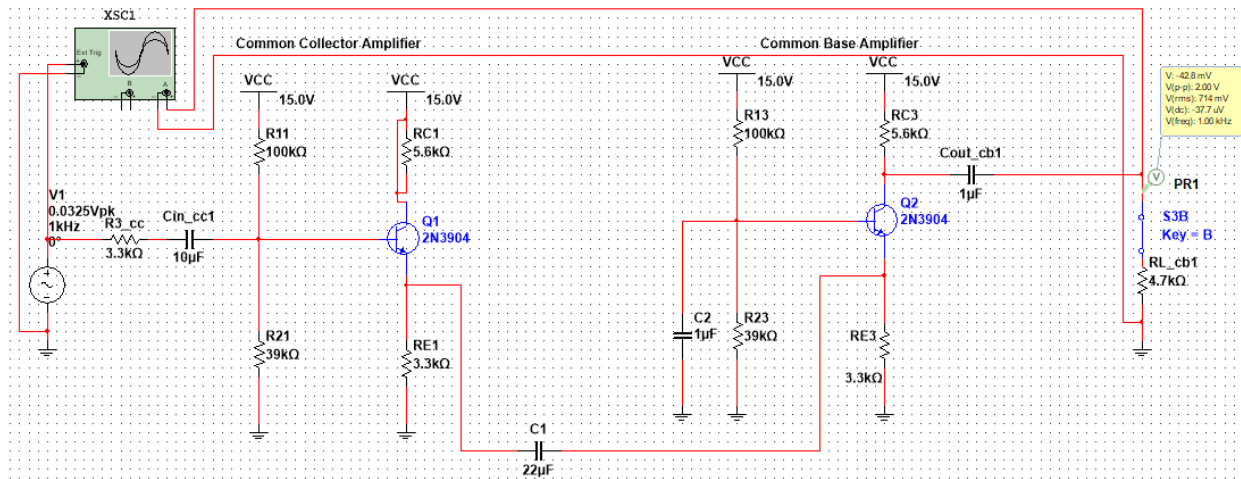 XSC1
Ext Trig
+
-
B
A
+ -
+ -
Common Collector Amplifier
Common Base Amplifier
VCC
15.0V
VCC
15.0V
VCC
15.0V
VCC
15.0V
V: -42.8 mV
V(p-p): 2.00 V
V(rms): 714 mV
V(dc): -37.7 uV
V(freq): 1.00 kHz
R11
100kΩ
RC1
5.6kΩ
R13
100kΩ
RC3
5.6kΩ
Cout_cb1
1µF
V
PR1
V1
0.0325Vpk
1kHz
0°
R3_cc
3.3kΩ
Cin_cc1
10µF
Q1
2N3904
Q2
2N3904
S3B
Key = B
RL_cb1
4.7kΩ
R21
39kΩ
RE1
3.3kΩ
C2
1µF
R23
39kΩ
RE3
3.3kΩ
C1
22µF